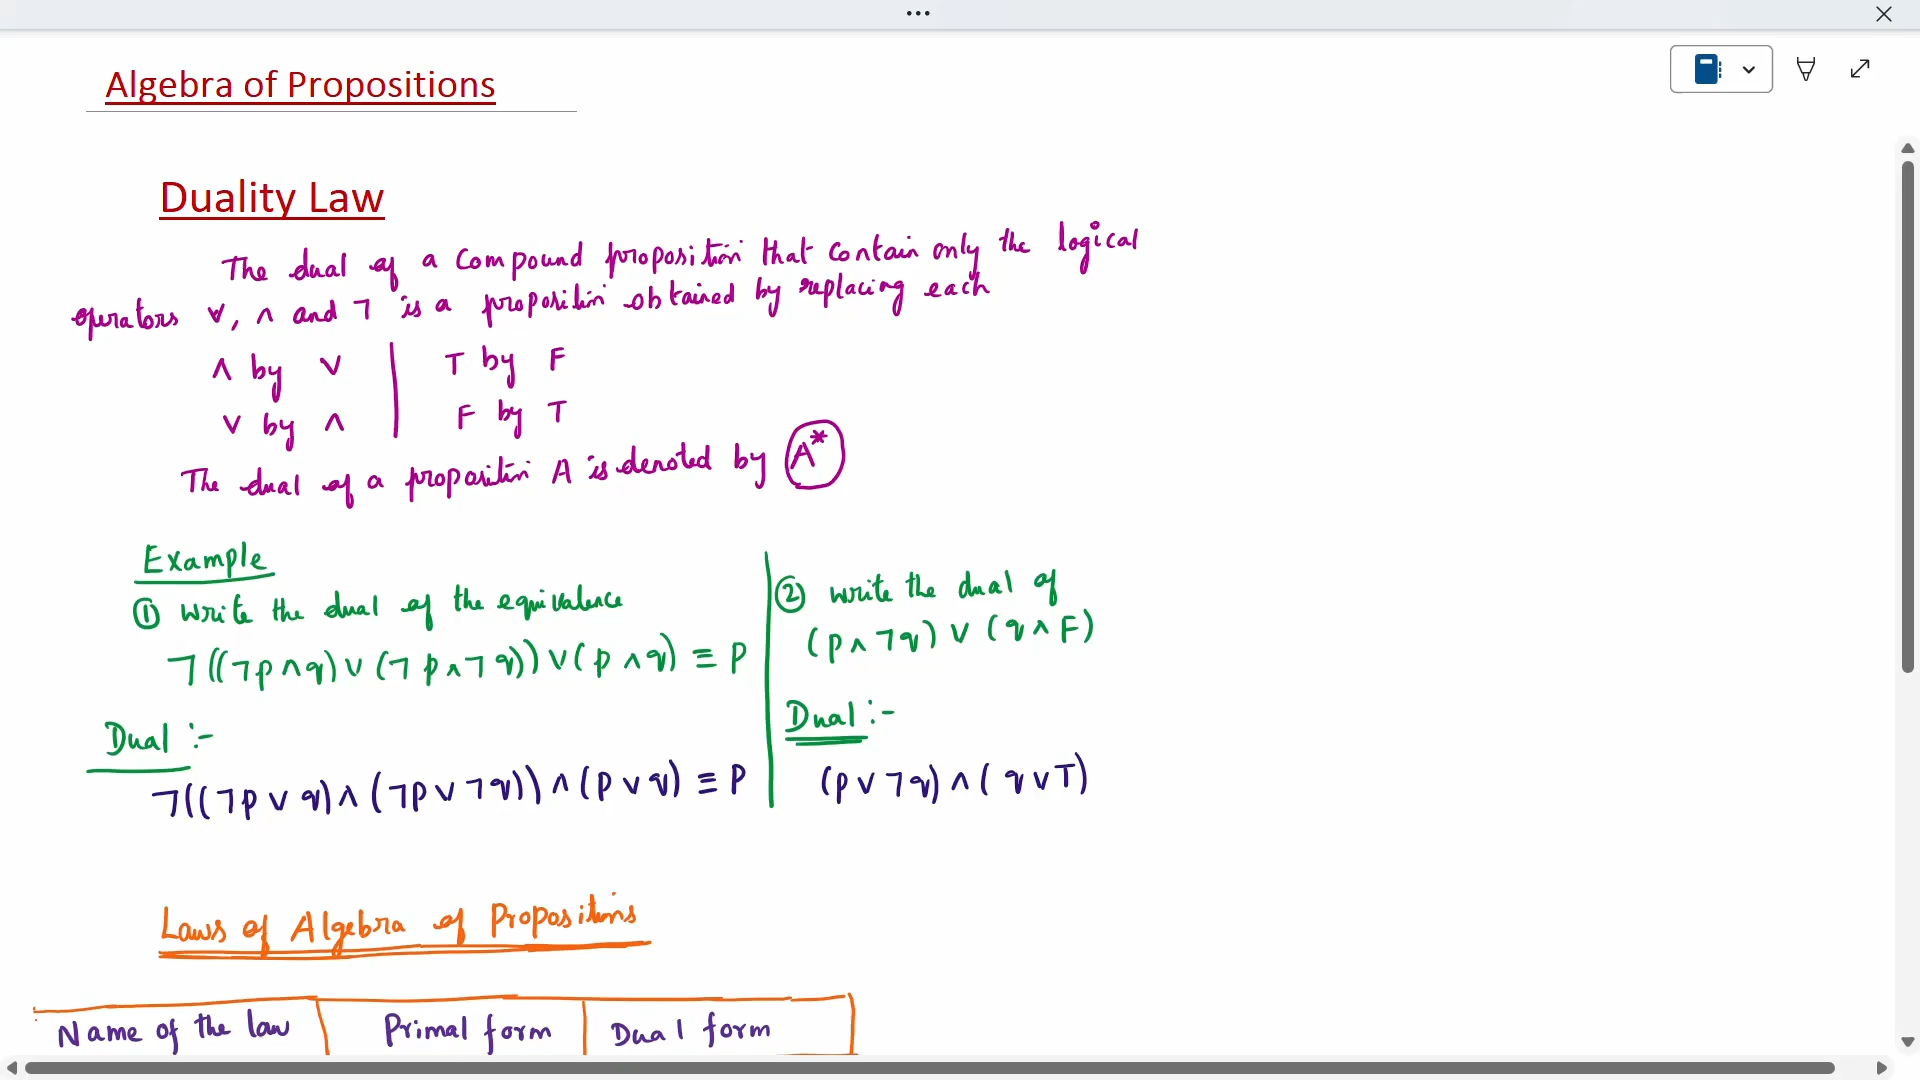 Algebra of Propositions
Duality Law
The dual of a compound proposition that contain only the logical
operators ∨, ∧ and ¬ is a proposition obtained by replacing each
∧ by ∨ | T by F
∨ by ∧ | F by T
The dual of a proposition A is denoted by A*
Example
① Write the dual of the equivalence
¬((¬p∧q)∨(¬p∧¬q))∨(p∧q) ≡ P
Dual :-
¬((¬p∨q)∧(¬p∨¬q))∧(p∨q) ≡ P
② write the dual of
(p∧¬q)∨(q∧F)
Dual :-
(p∨¬q)∧(q∨T)
Laws of Algebra of Propositions
Name of the law Primal form Dual form